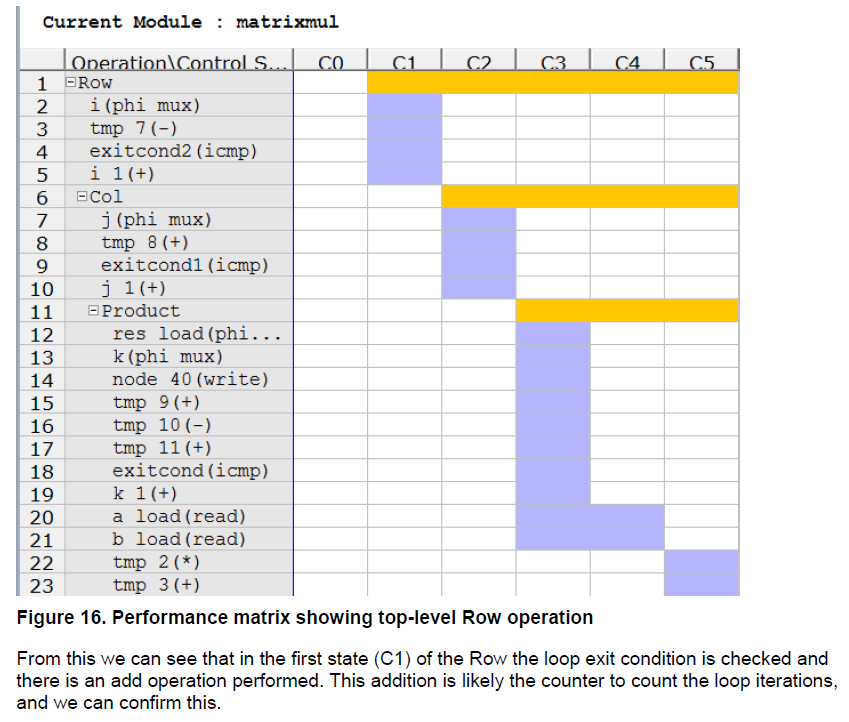 Current Module : matrixmul
Operation\Control S... C0 C1 C2 C3 C4 C5
1 Row
2 i(phi mux)
3 tmp 7(-)
4 exitcond2(icmp)
5 i 1(+)
6 Col
7 j(phi mux)
8 tmp 8(+)
9 exitcond1(icmp)
10 j 1(+)
11 Product
12 res load(phi...
13 k(phi mux)
14 node 40(write)
15 tmp 9(+)
16 tmp 10(-)
17 tmp 11(+)
18 exitcond(icmp)
19 k 1(+)
20 a load(read)
21 b load(read)
22 tmp 2(*)
23 tmp 3(+)
Figure 16. Performance matrix showing top-level Row operation
From this we can see that in the first state (C1) of the Row the loop exit condition is checked and
there is an add operation performed. This addition is likely the counter to count the loop iterations,
and we can confirm this.